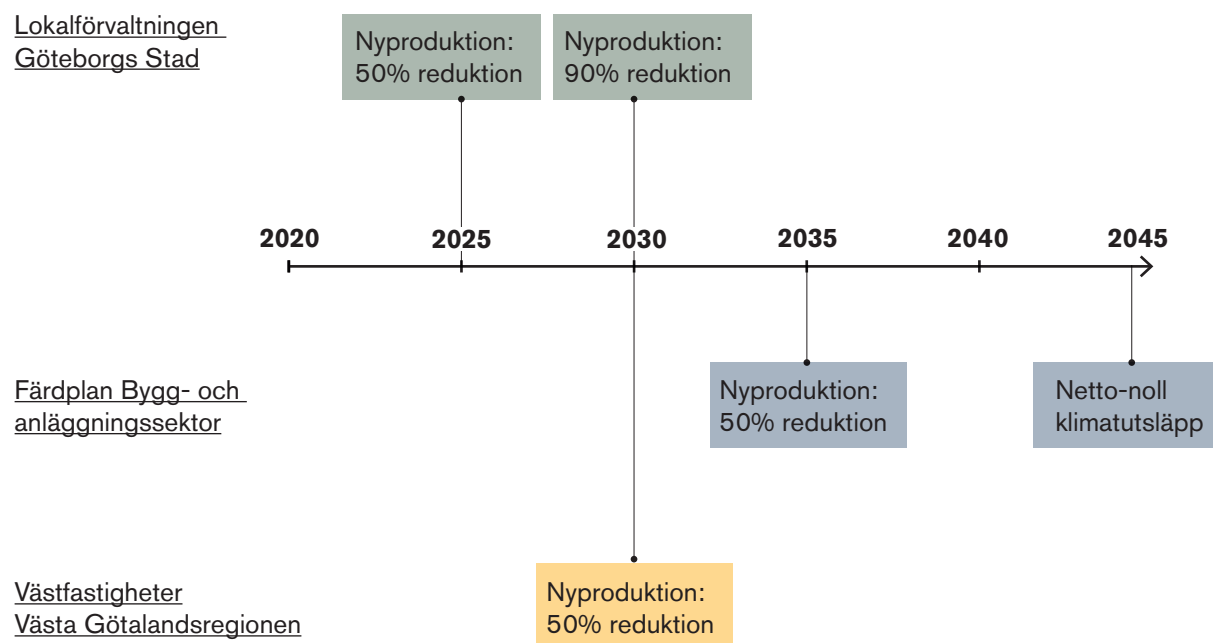 Lokalförvaltningen
Göteborgs Stad
Nyproduktion:
50% reduktion
Nyproduktion:
90% reduktion
2020
2025
2030
2035
2040
2045
Färdplan Bygg- och
anläggningssektor
Nyproduktion:
50% reduktion
Netto-noll
klimatutsläpp
Västfastigheter
Västa Götalandsregionen
Nyproduktion:
50% reduktion